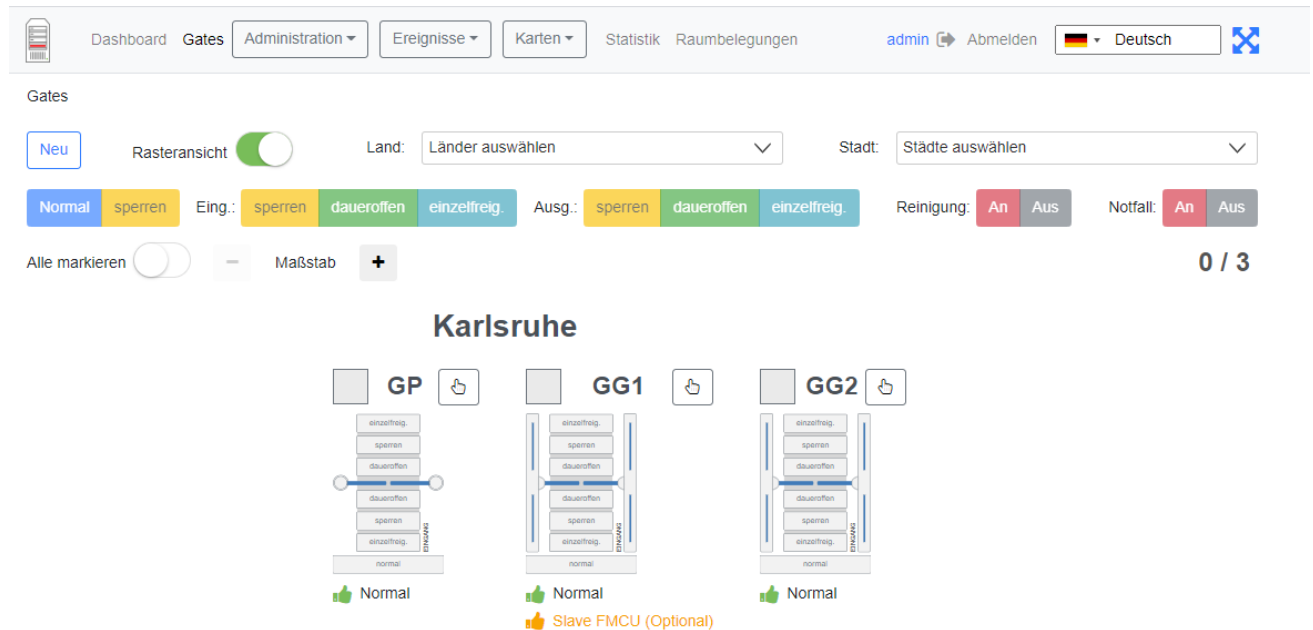 Dashboard Gates Administration Ereignisse Karten Statistik Raumbelegungen admin Abmelden Deutsch
Gates
Neu Rasteransicht Land: Länder auswählen Stadt: Städte auswählen
Normal sperren Eing.: sperren daueroffen einzelfreig. Ausg.: sperren daueroffen einzelfreig. Reinigung: An Aus Notfall: An Aus
Alle markieren − Maßstab + 0 / 3
Karlsruhe
GP GG1 GG2
einzelfreig. einzelfreig. einzelfreig.
sperren sperren sperren
daueroffen daueroffen daueroffen
daueroffen daueroffen daueroffen
sperren sperren sperren
einzelfreig. EINGANG einzelfreig. EINGANG einzelfreig. EINGANG
normal normal normal
Normal Normal Normal
Slave FMCU (Optional)